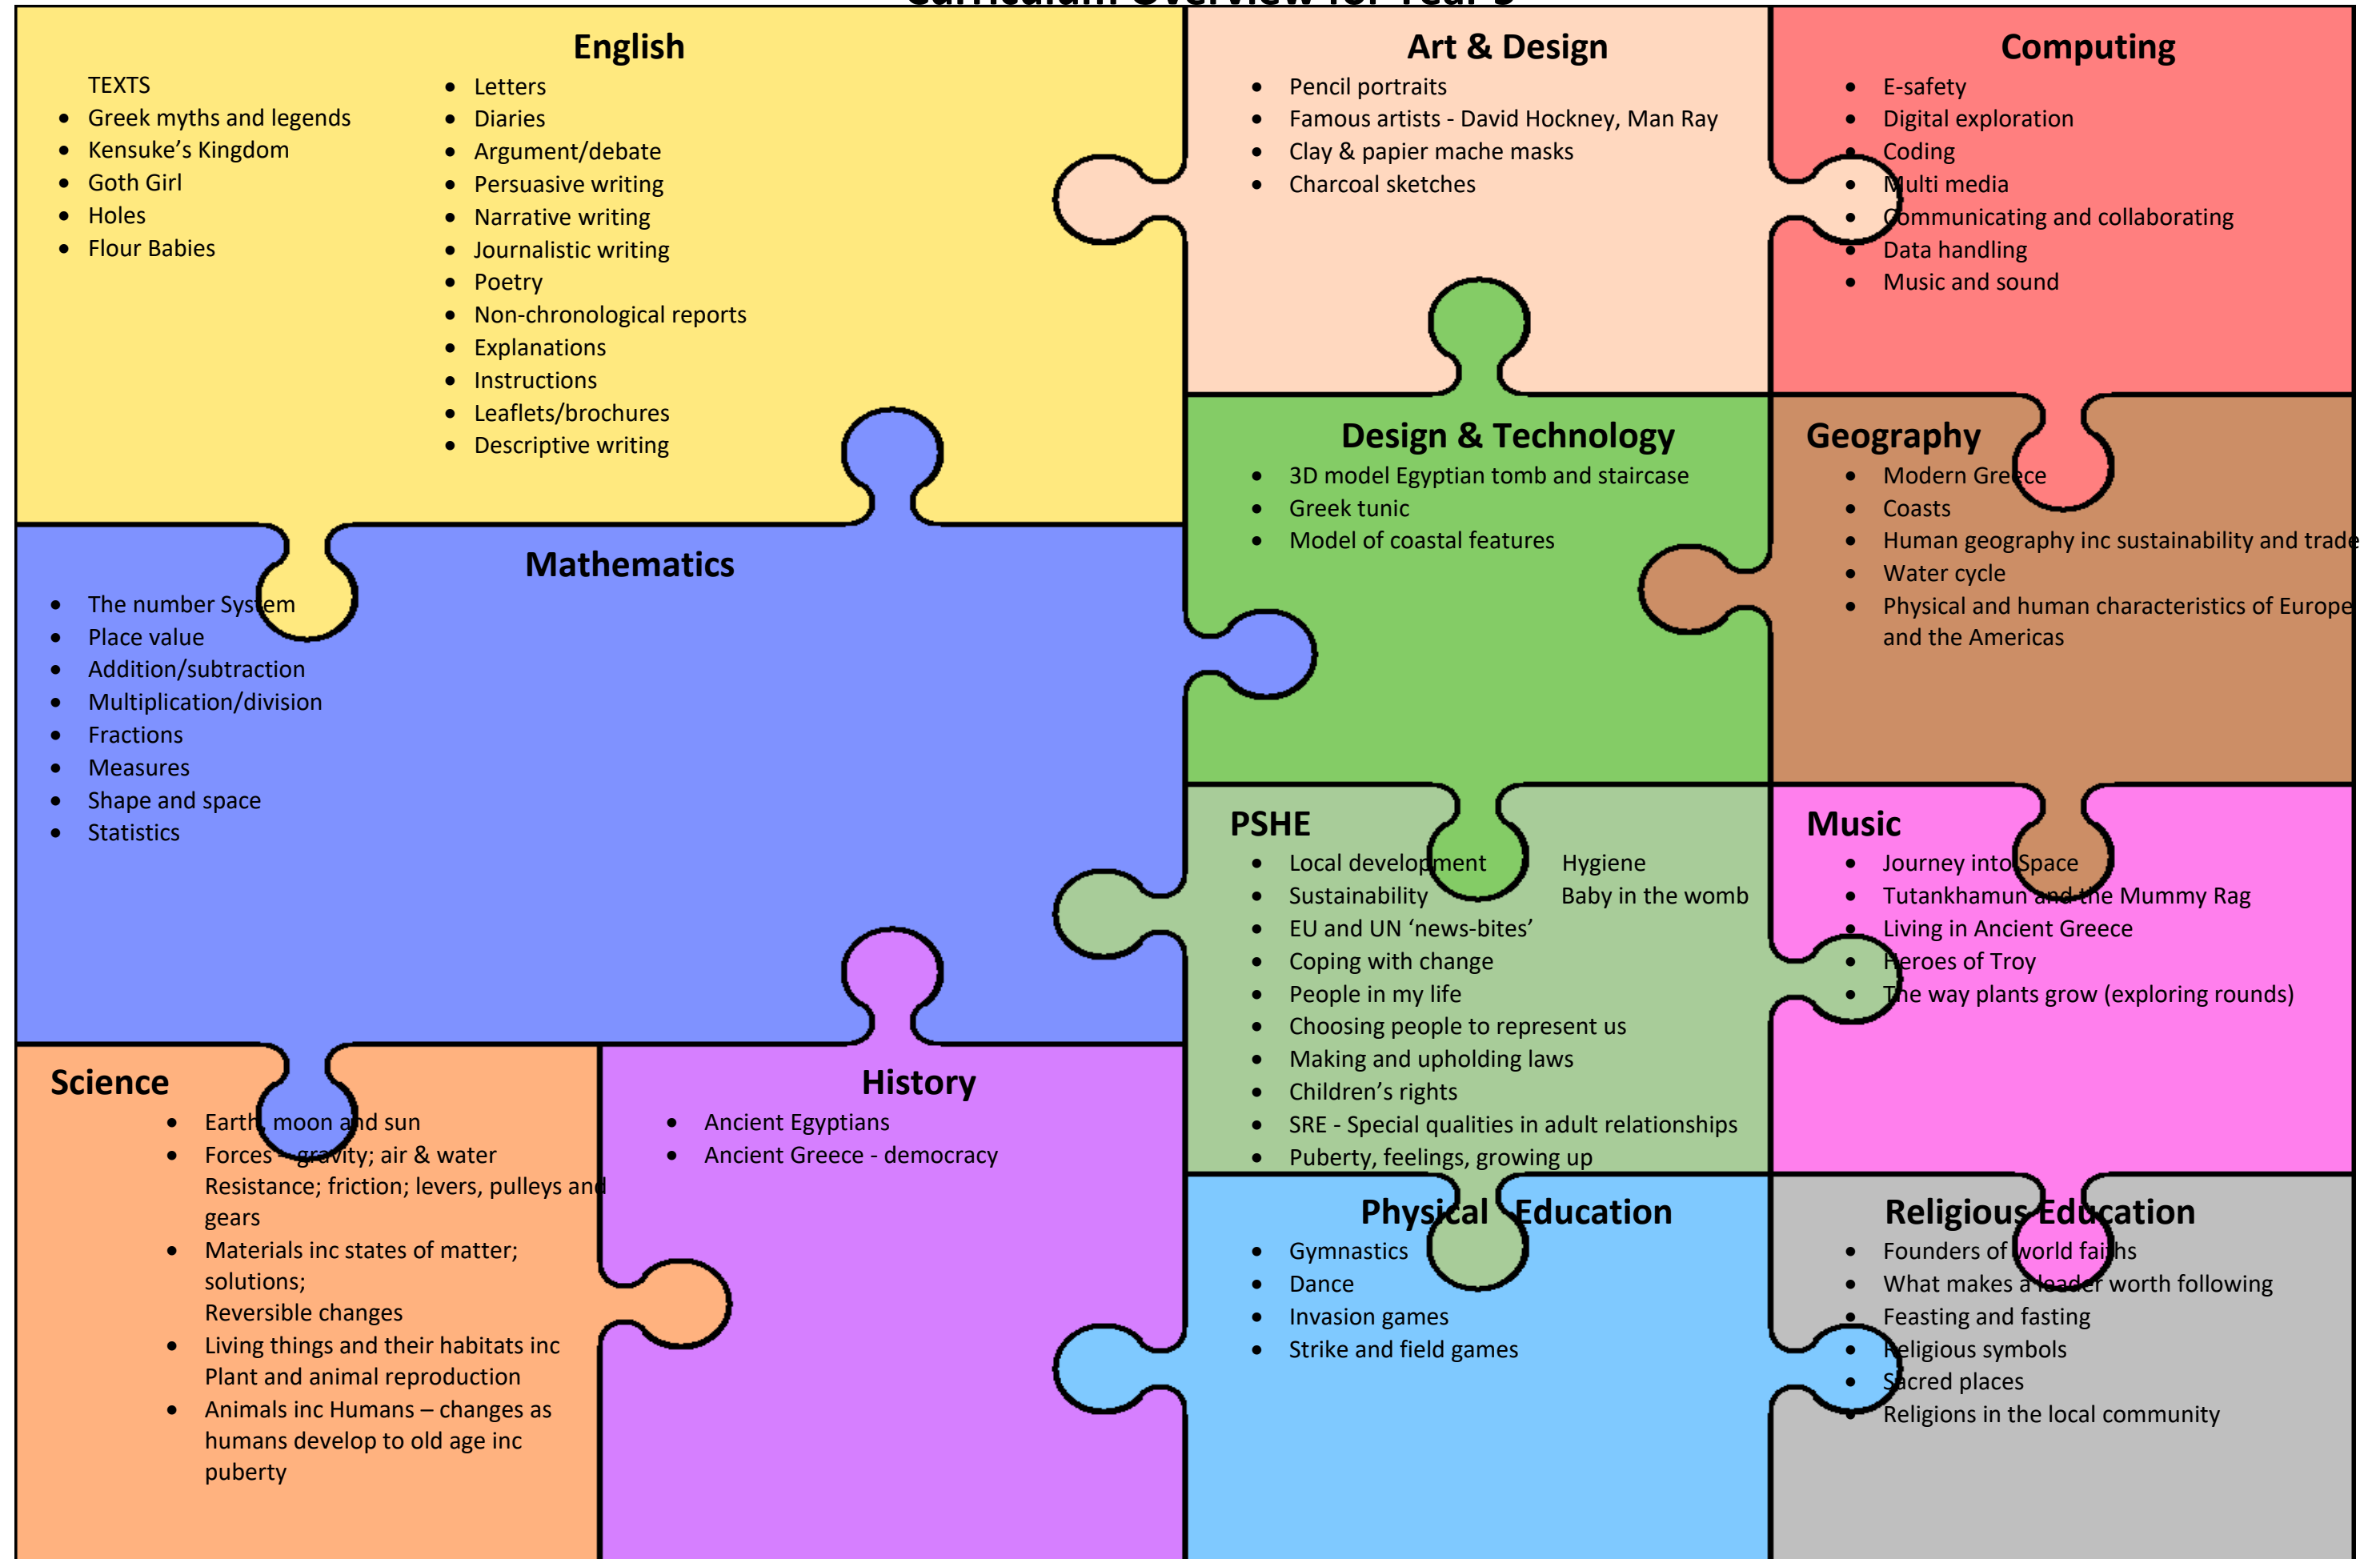 Curriculum Overview for Year 5
English
TEXTS
• Greek myths and legends
• Kensuke’s Kingdom
• Goth Girl
• Holes
• Flour Babies
• Letters
• Diaries
• Argument/debate
• Persuasive writing
• Narrative writing
• Journalistic writing
• Poetry
• Non-chronological reports
• Explanations
• Instructions
• Leaflets/brochures
• Descriptive writing
Art & Design
• Pencil portraits
• Famous artists - David Hockney, Man Ray
• Clay & papier mache masks
• Charcoal sketches
Computing
• E-safety
• Digital exploration
• Coding
• Multi media
• Communicating and collaborating
• Data handling
• Music and sound
Mathematics
• The number System
• Place value
• Addition/subtraction
• Multiplication/division
• Fractions
• Measures
• Shape and space
• Statistics
Design & Technology
• 3D model Egyptian tomb and staircase
• Greek tunic
• Model of coastal features
Geography
• Modern Greece
• Coasts
• Human geography inc sustainability and trade
• Water cycle
• Physical and human characteristics of Europe
and the Americas
PSHE
• Local development Hygiene
• Sustainability Baby in the womb
• EU and UN ‘news-bites’
• Coping with change
• People in my life
• Choosing people to represent us
• Making and upholding laws
• Children’s rights
• SRE - Special qualities in adult relationships
• Puberty, feelings, growing up
Music
• Journey into Space
• Tutankhamun and the Mummy Rag
• Living in Ancient Greece
• Heroes of Troy
• The way plants grow (exploring rounds)
Science
• Earth, moon and sun
• Forces – gravity; air & water
Resistance; friction; levers, pulleys and
gears
• Materials inc states of matter;
solutions;
Reversible changes
• Living things and their habitats inc
Plant and animal reproduction
• Animals inc Humans – changes as
humans develop to old age inc
puberty
History
• Ancient Egyptians
• Ancient Greece - democracy
Physical Education
• Gymnastics
• Dance
• Invasion games
• Strike and field games
Religious Education
• Founders of world faiths
• What makes a leader worth following
• Feasting and fasting
• Religious symbols
• Sacred places
• Religions in the local community